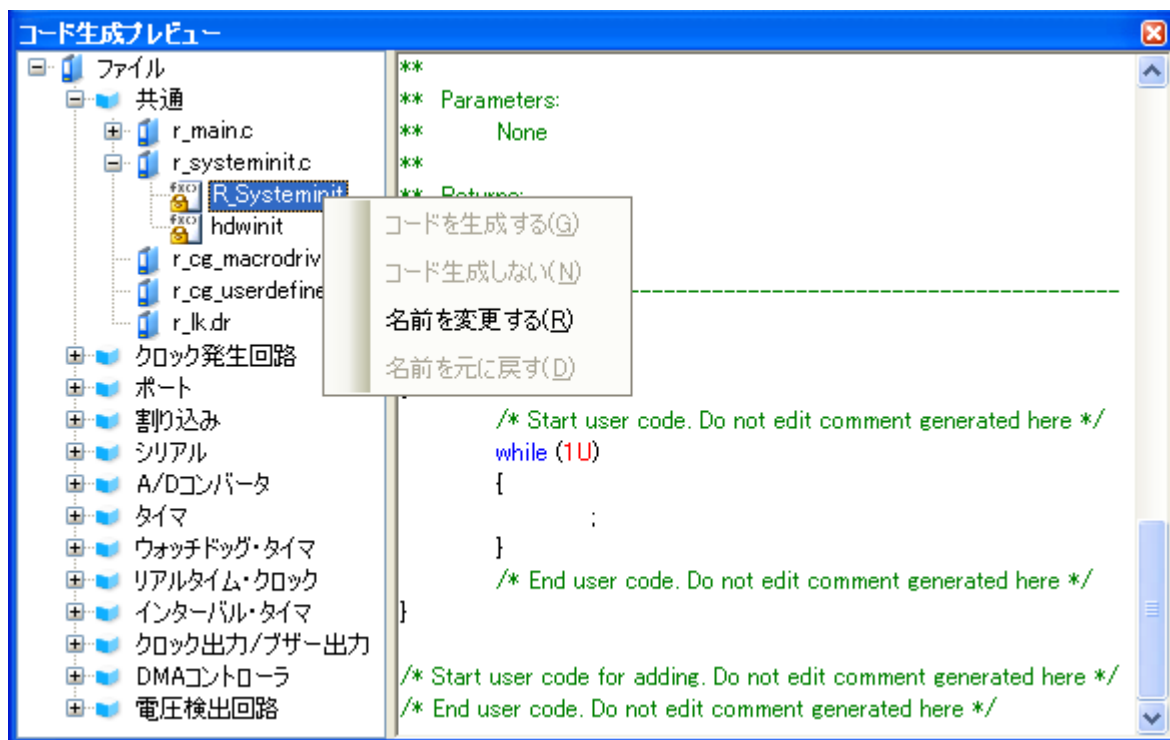 コード生成プレビュー
ファイル
共通
r_main.c
r_systeminit.c
R_Systeminit
hdwinit
r_cg_macrodriv
r_cg_userdefine
r_lk.dr
クロック発生回路
ポート
割り込み
シリアル
A/Dコンバータ
タイマ
ウォッチドッグ・タイマ
リアルタイム・クロック
インターバル・タイマ
クロック出力/ブザー出力
DMAコントローラ
電圧検出回路
コードを生成する(G)
コード生成しない(N)
名前を変更する(R)
名前を元に戻す(D)
**
** Parameters:
** None
**
** Returns:
/* Start user code. Do not edit comment generated here */
while (1U)
{
;
}
/* End user code. Do not edit comment generated here */
}
/* Start user code for adding. Do not edit comment generated here */
/* End user code. Do not edit comment generated here */